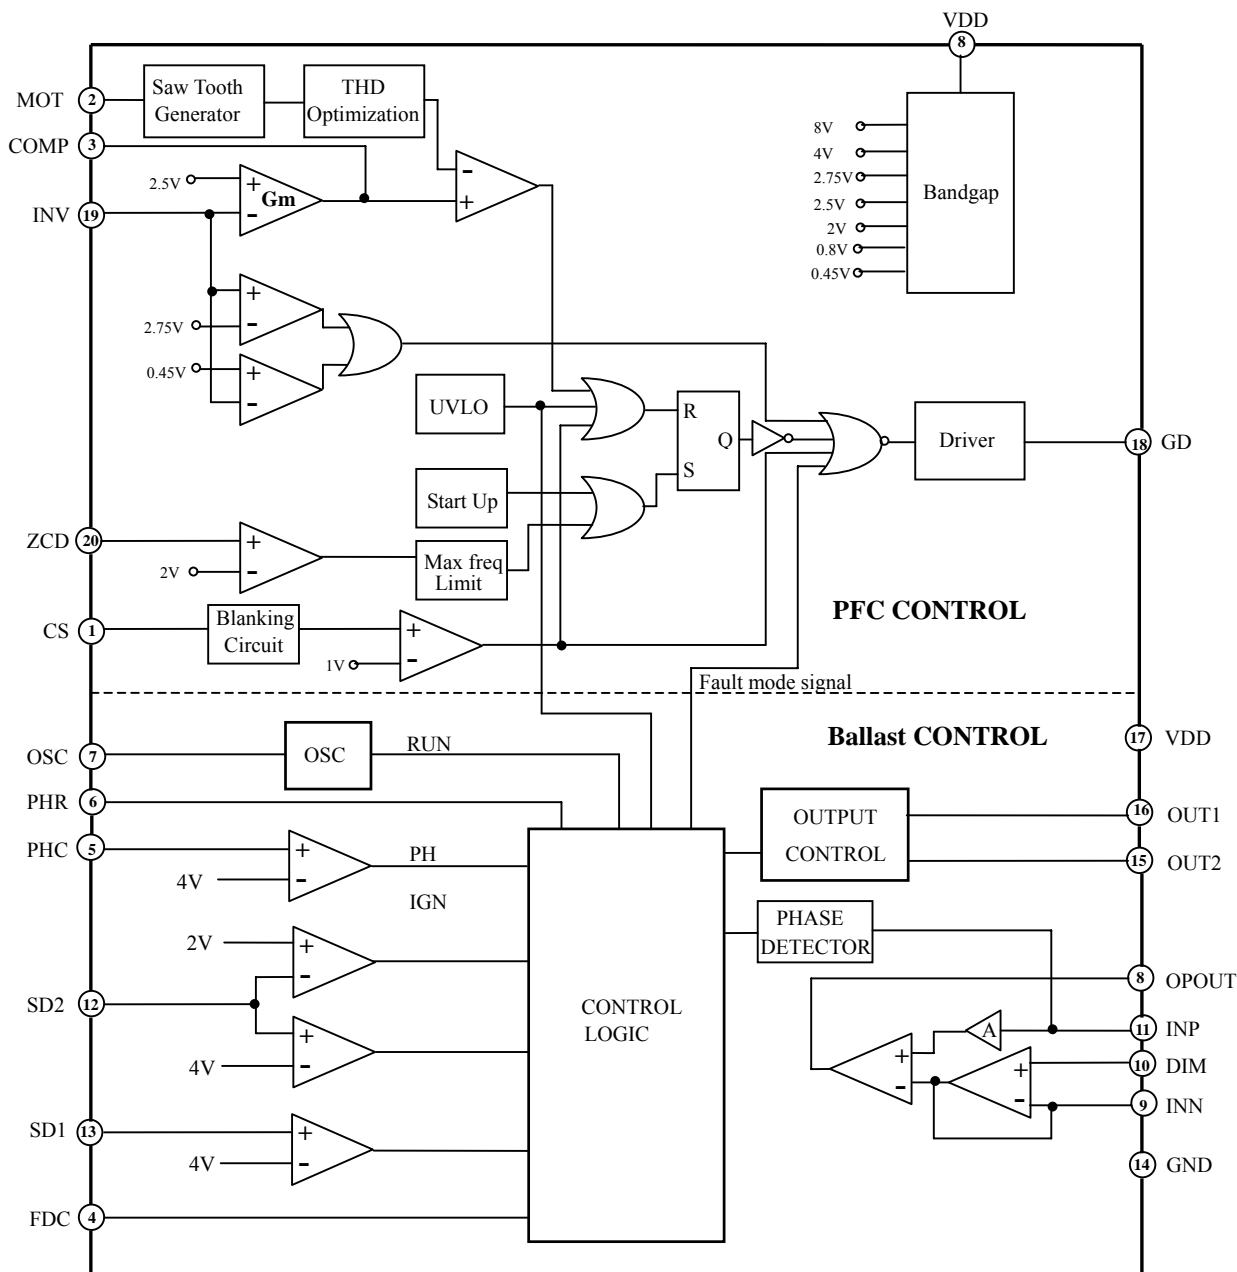 VDD
8
MOT
2
Saw Tooth
Generator
THD
Optimization
COMP
3
2.5V
+
-
Gm
-
+
INV
19
8V
4V
2.75V
2.5V
2V
0.8V
0.45V
Bandgap
+
-
2.75V
0.45V
+
-
UVLO
R
Q
S
Driver
18
GD
Start Up
ZCD
20
+
-
2V
Max freq
Limit
CS
1
Blanking
Circuit
+
-
1V
PFC CONTROL
Fault mode signal
Ballast CONTROL
17
VDD
OSC
7
OSC
RUN
PHR
6
PHC
5
+
-
4V
PH
IGN
OUTPUT
CONTROL
16
OUT1
15
OUT2
2V
+
-
SD2
12
+
-
4V
CONTROL
LOGIC
PHASE
DETECTOR
8
OPOUT
A
11
INP
10
DIM
+
-
+
-
9
INN
SD1
13
+
-
4V
14
GND
FDC
4